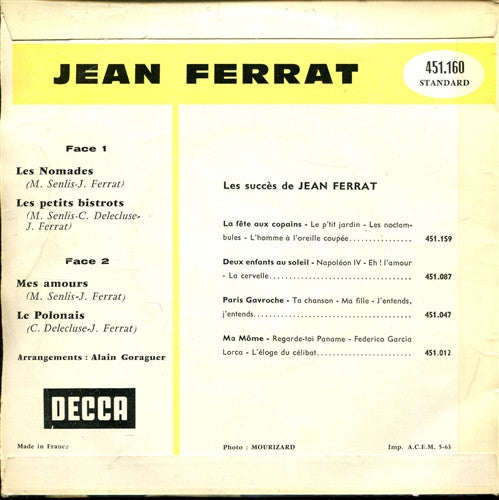 JEAN FERRAT
451.160
STANDARD
Face 1
Les Nomades
(M. Senlis-J. Ferrat)
Les petits bistrots
(M. Senlis-C. Delecluse-
J. Ferrat)
Face 2
Mes amours
(M. Senlis-J. Ferrat)
Le Polonais
(C. Delecluse-J. Ferrat)
Arrangements : Alain Goraguer
DECCA
Made in France
Les succès de JEAN FERRAT
La fête aux copains - Le p'tit jardin - Les noctam-
bules - L'homme à l'oreille coupée 451.159
Deux enfants au soleil - Napoléon IV - Eh ! l'amour
- La cervelle 451.087
Paris Gavroche - Ta chanson - Ma fille - J'entends,
j'entends 451.047
Ma Môme - Regarde-toi Paname - Federico Garcia
Lorca - L'éloge du célibat 451.012
Photo : MOURIZARD
Imp. A.C.E.M. 5-65